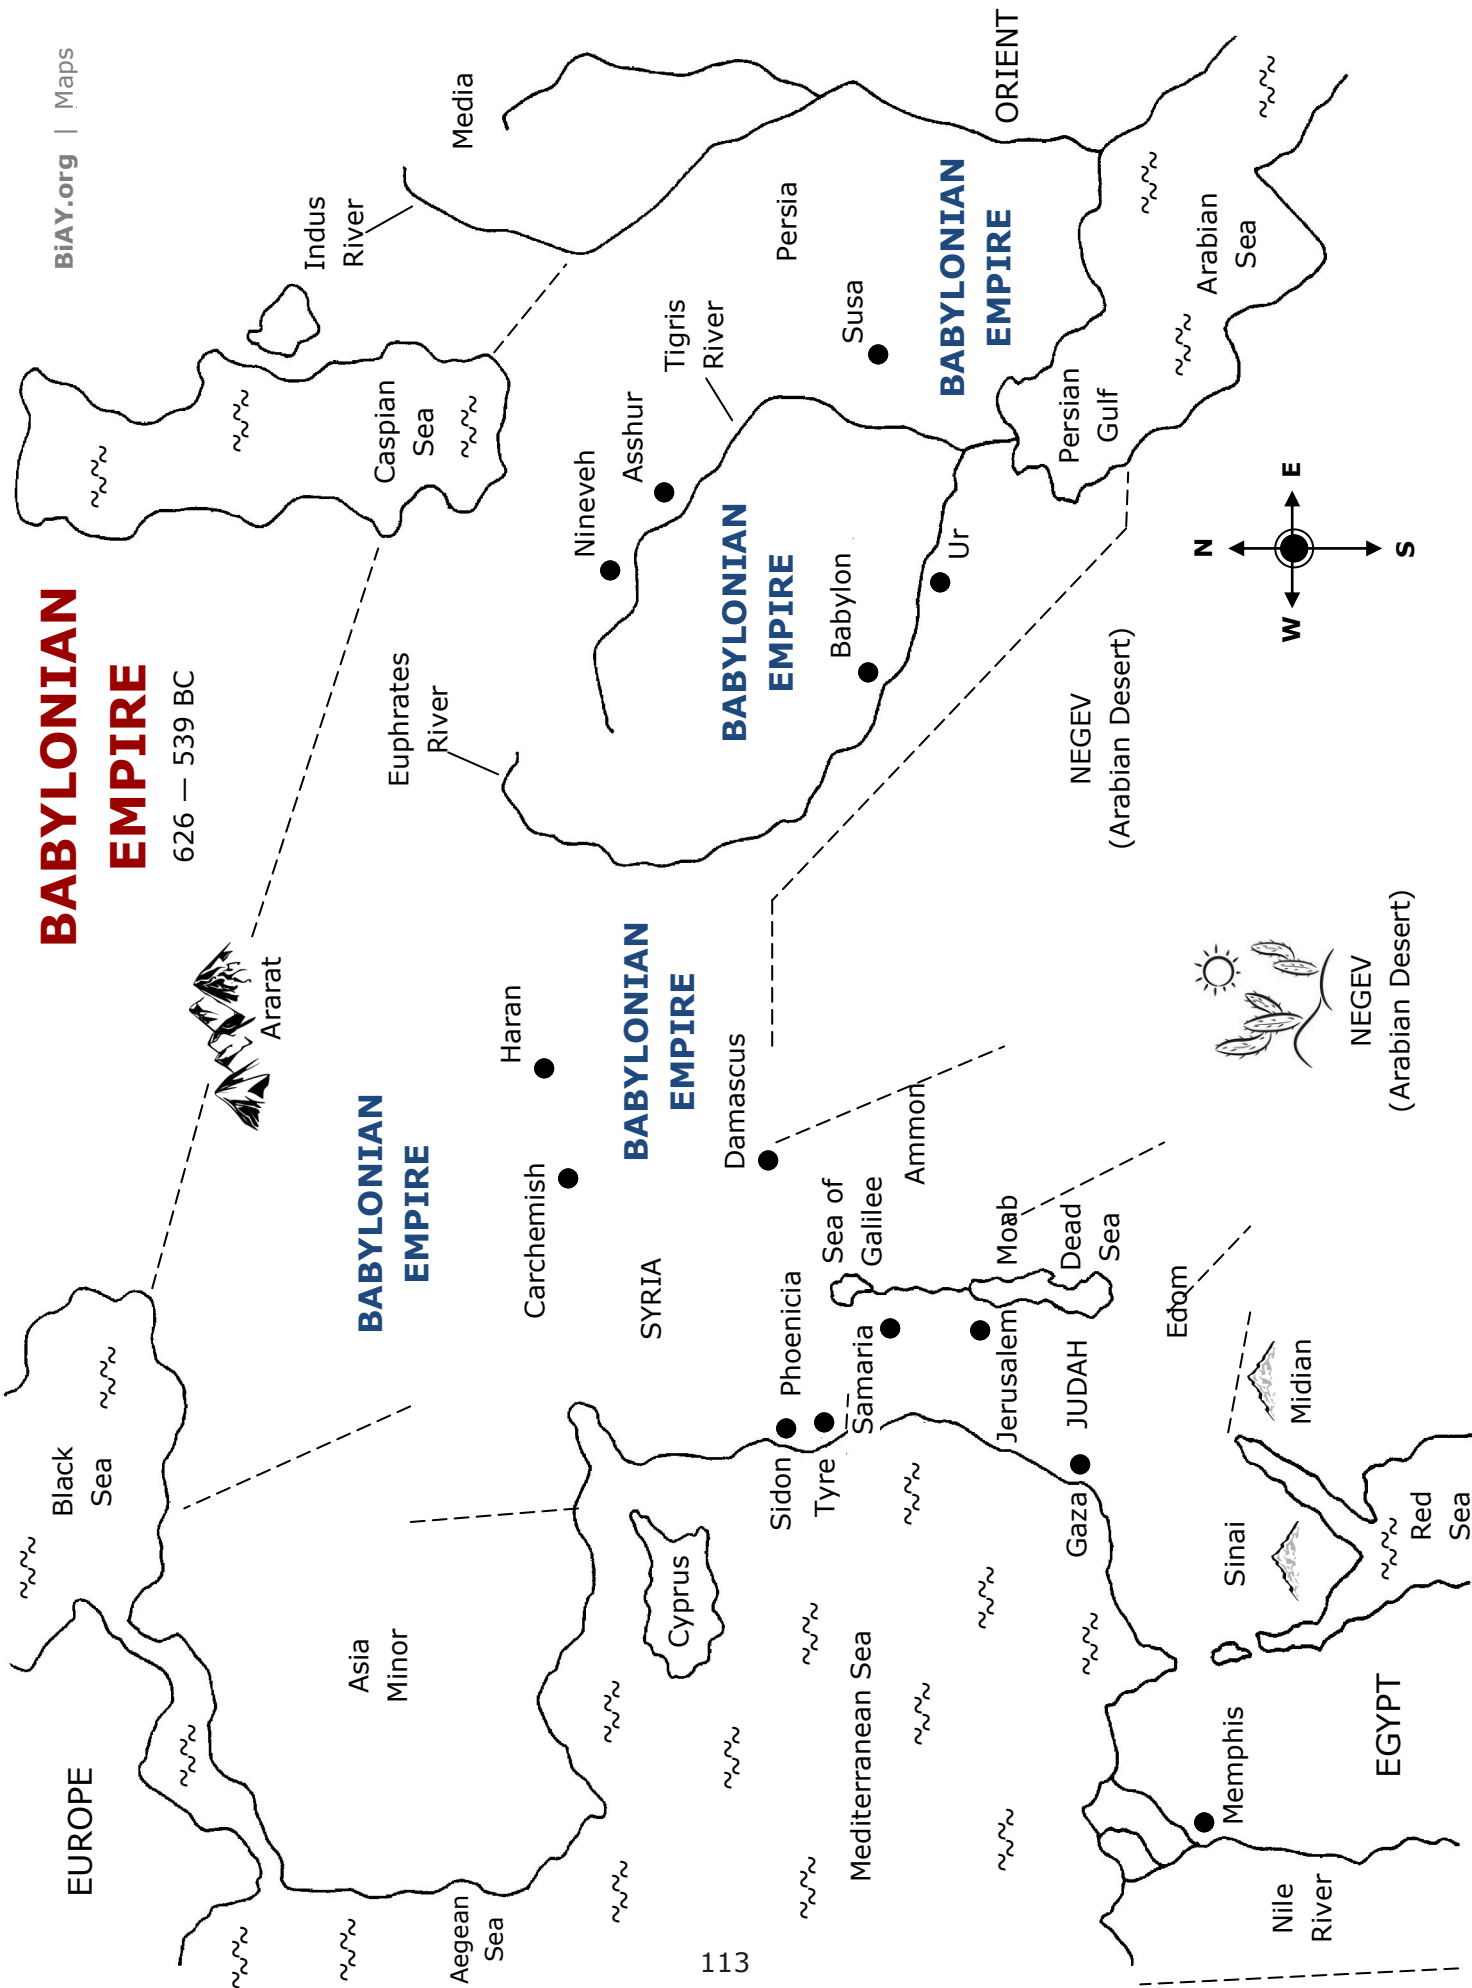 BABYLONIAN
EMPIRE
626 — 539 BC
BiAY.org | Maps
EUROPE
Black
Sea
Ararat
Caspian
Sea
Indus
River
Media
Asia
Minor
BABYLONIAN
EMPIRE
Euphrates
River
Aegean
Sea
Carchemish
Haran
Nineveh
Asshur
Tigris
River
Cyprus
SYRIA
BABYLONIAN
EMPIRE
BABYLONIAN
EMPIRE
Persia
Damascus
Sidon
Phoenicia
Tyre
Babylon
Susa
Mediterranean Sea
Samaria
Sea of
Galilee
Ammon
Ur
BABYLONIAN
EMPIRE
ORIENT
Jerusalem
Moab
Gaza
JUDAH
Dead
Sea
NEGEV
(Arabian Desert)
Persian
Gulf
Arabian
Sea
Edom
N
W
E
S
Memphis
Sinai
Midian
Nile
River
EGYPT
Red
Sea
NEGEV
(Arabian Desert)
113